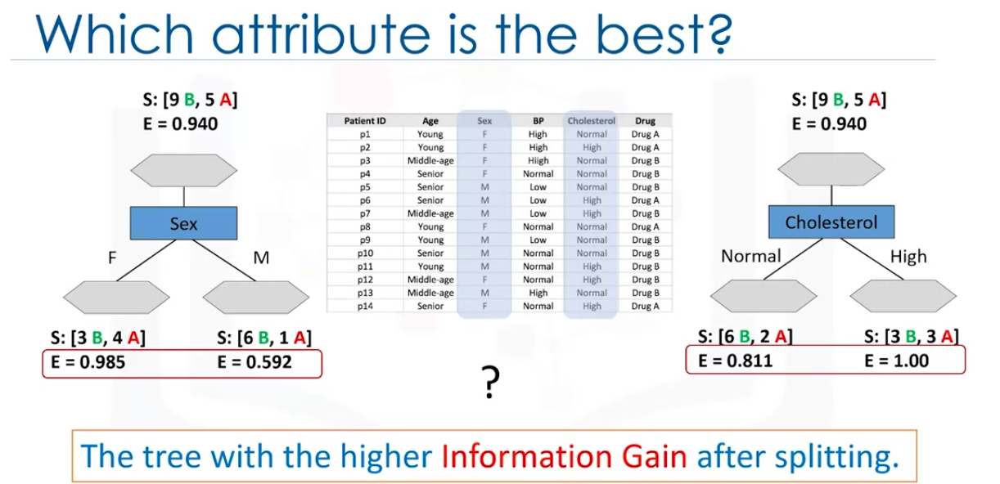 Which attribute is the best?
S: [9 B, 5 A]
E = 0.940
Sex
F M
S: [3 B, 4 A] S: [6 B, 1 A]
E = 0.985 E = 0.592
Patient ID Age Sex BP Cholesterol Drug
p1 Young F High Normal Drug A
p2 Young F High High Drug A
p3 Middle-age F Hiigh Normal Drug B
p4 Senior F Normal Normal Drug B
p5 Senior M Low Normal Drug B
p6 Senior M Low High Drug A
p7 Middle-age M Low High Drug B
p8 Young F Normal Normal Drug A
p9 Young M Low Normal Drug B
p10 Senior M Normal Normal Drug B
p11 Young M Normal High Drug B
p12 Middle-age F Normal High Drug B
p13 Middle-age M High Normal Drug B
p14 Senior F Normal High Drug A
?
S: [9 B, 5 A]
E = 0.940
Cholesterol
Normal High
S: [6 B, 2 A] S: [3 B, 3 A]
E = 0.811 E = 1.00
The tree with the higher Information Gain after splitting.